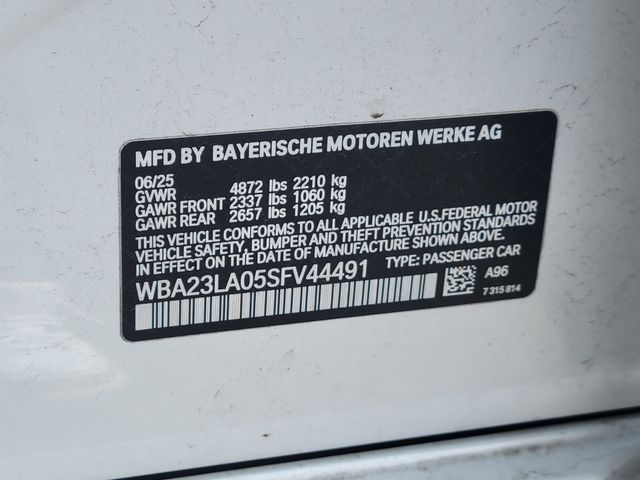 MFD BY BAYERISCHE MOTOREN WERKE AG
06/25
GVWR 4872 lbs 2210 kg
GAWR FRONT 2337 lbs 1060 kg
GAWR REAR 2657 lbs 1205 kg
THIS VEHICLE CONFORMS TO ALL APPLICABLE U.S.FEDERAL MOTOR
VEHICLE SAFETY, BUMPER AND THEFT PREVENTION STANDARDS
IN EFFECT ON THE DATE OF MANUFACTURE SHOWN ABOVE.
WBA23LA05SFV44491 TYPE: PASSENGER CAR
A96
7 315 814